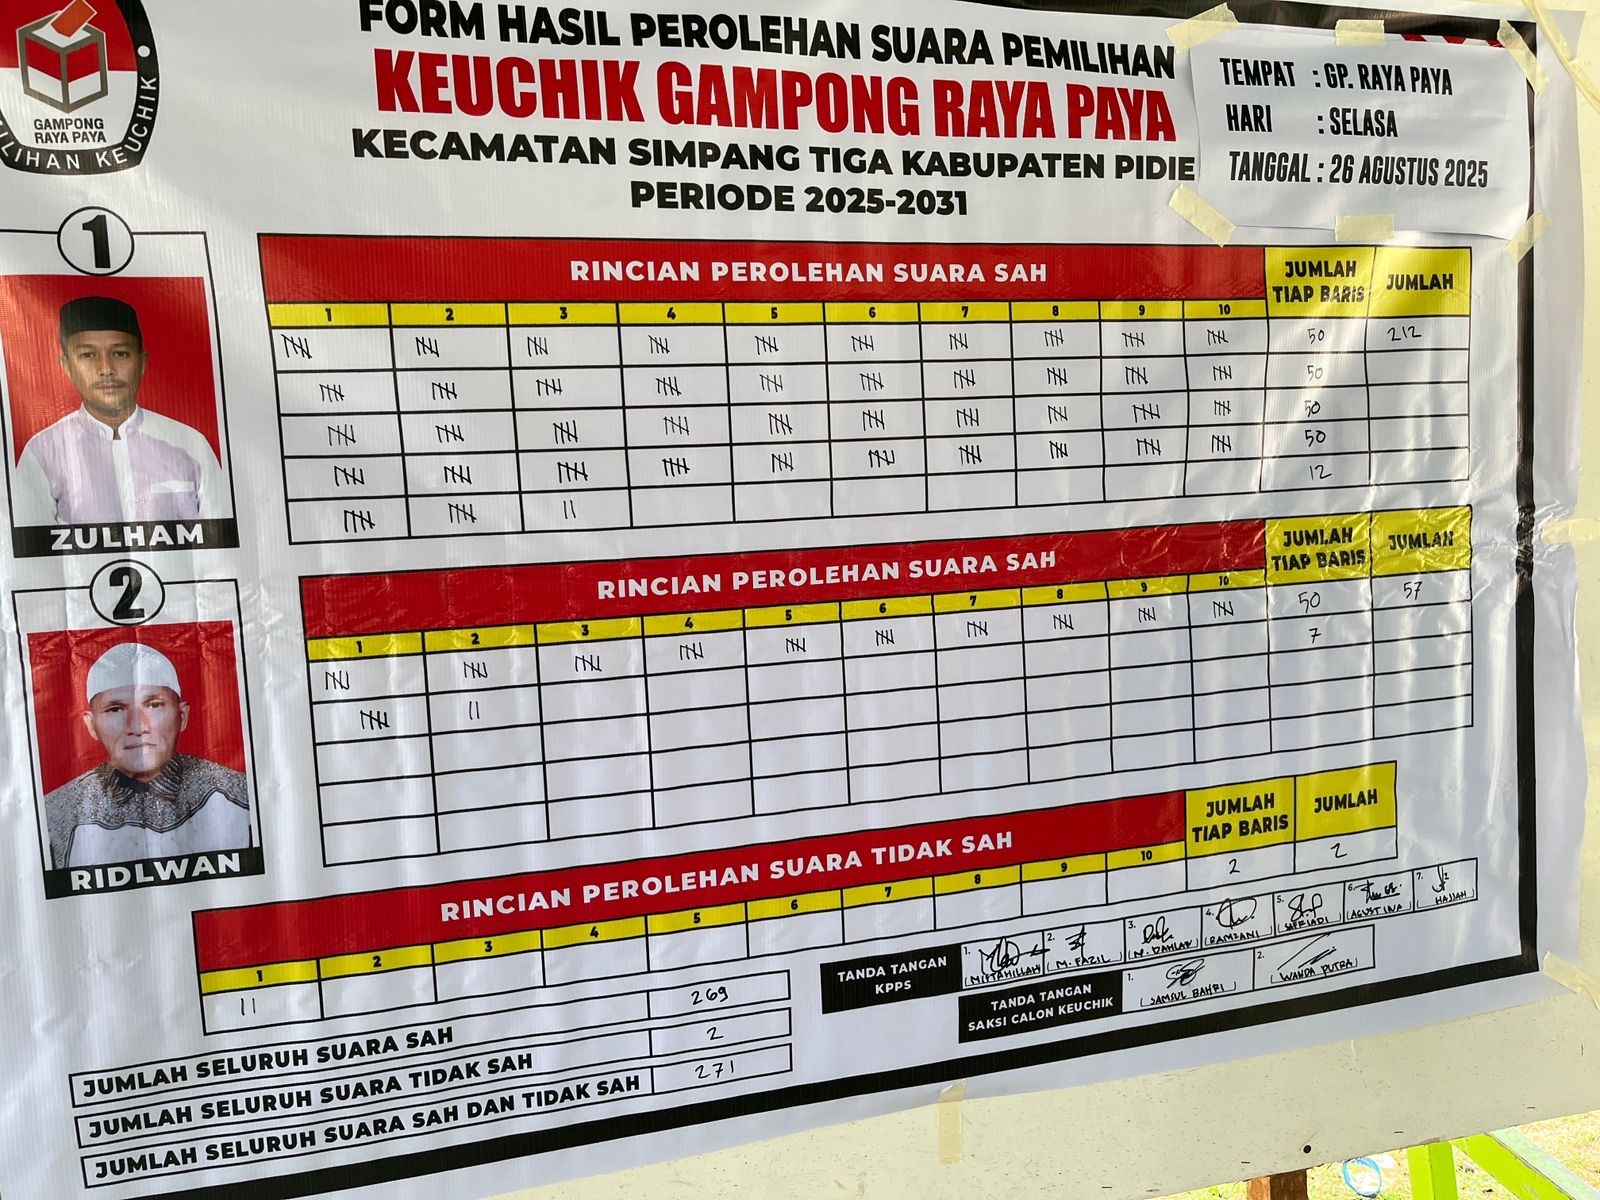 FORM HASIL PEROLEHAN SUARA PEMILIHAN
KEUCHIK GAMPONG RAYA PAYA
KECAMATAN SIMPANG TIGA KABUPATEN PIDIE
PERIODE 2025-2031
TEMPAT : GP. RAYA PAYA
HARI : SELASA
TANGGAL : 26 AGUSTUS 2025
GAMPONG
RAYA PAYA
ILIHAN KEUCHIK
1
ZULHAM
RINCIAN PEROLEHAN SUARA SAH JUMLAH TIAP BARIS JUMLAH
1 2 3 4 5 6 7 8 9 10
50 212
50
50
50
12
2
RIDLWAN
RINCIAN PEROLEHAN SUARA SAH JUMLAH TIAP BARIS JUMLAH
1 2 3 4 5 6 7 8 9 10
50 57
7
RINCIAN PEROLEHAN SUARA TIDAK SAH JUMLAH TIAP BARIS JUMLAH
1 2 3 4 5 6 7 8 9 10
2 2
JUMLAH SELURUH SUARA SAH 269
JUMLAH SELURUH SUARA TIDAK SAH 2
JUMLAH SELURUH SUARA SAH DAN TIDAK SAH 271
TANDA TANGAN
KPPS
1. (MIFTAHILLAH) 2. (M. FAZIL) 3. (M. DAHLAN) 4. (RAMZANI) 5. (SAFRIADI) 6. (AGUSTINA) 7. (HAJJAH)
TANDA TANGAN
SAKSI CALON KEUCHIK
1. (SAMSUL BAHRI) 2. (WANDA PUTRA)